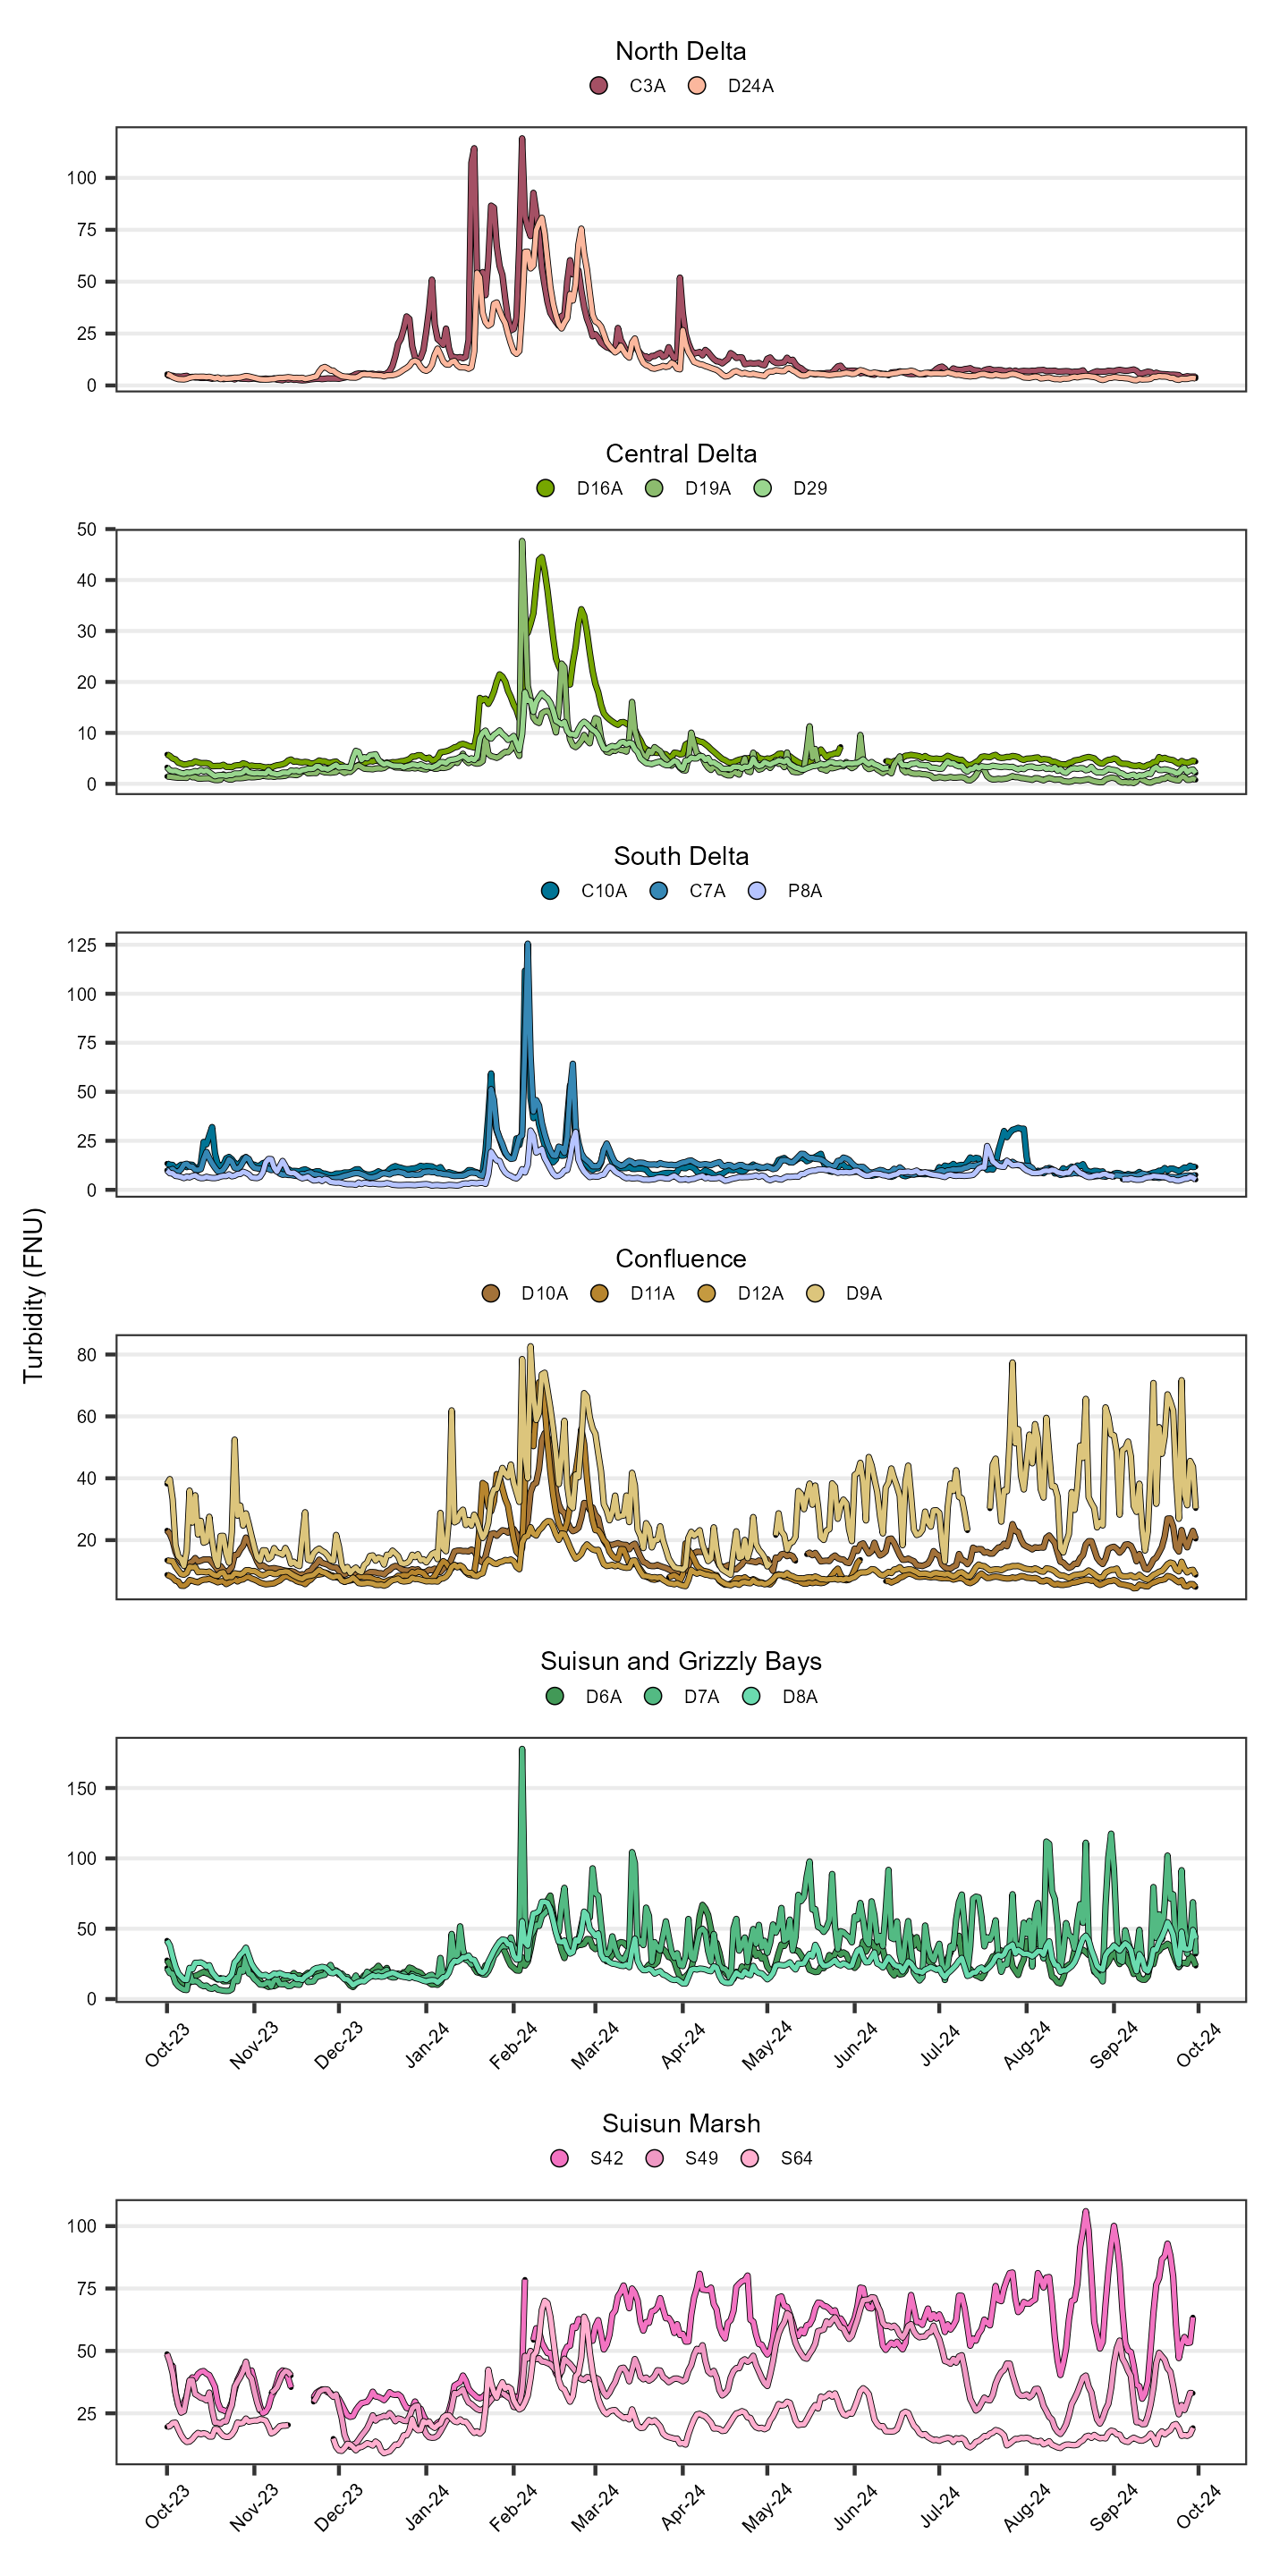 North Delta
C3A D24A
100
75
50
25
0
Central Delta
D16A D19A D29
50
40
30
20
10
0
South Delta
C10A C7A P8A
125
100
75
50
25
0
Turbidity (FNU)
Confluence
D10A D11A D12A D9A
80
60
40
20
Suisun and Grizzly Bays
D6A D7A D8A
150
100
50
0
Oct-23 Nov-23 Dec-23 Jan-24 Feb-24 Mar-24 Apr-24 May-24 Jun-24 Jul-24 Aug-24 Sep-24 Oct-24
Suisun Marsh
S42 S49 S64
100
75
50
25
Oct-23 Nov-23 Dec-23 Jan-24 Feb-24 Mar-24 Apr-24 May-24 Jun-24 Jul-24 Aug-24 Sep-24 Oct-24